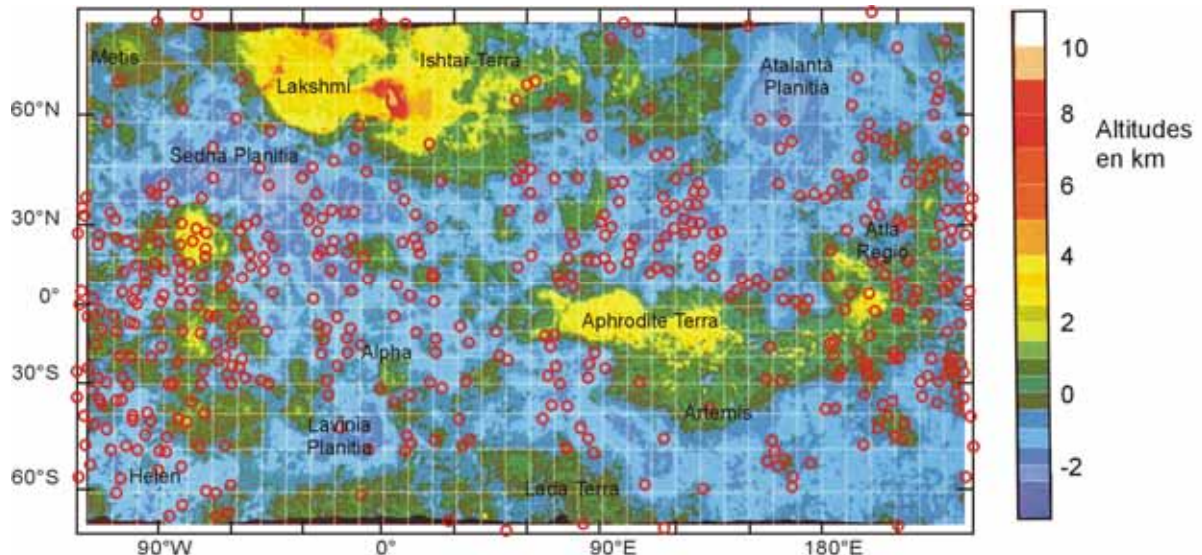 Metis
Ishtar Terra
Lakshmi
Atalanta
Planitia
Sedna Planitia
Atla
Regio
Aphrodite Terra
Alpha
Artemis
Lavinia
Planitia
Helen
Lada Terra
60°N
30°N
0°
30°S
60°S
90°W
0°
90°E
180°E
10
8
6
4
2
0
-2
Altitudes
en km